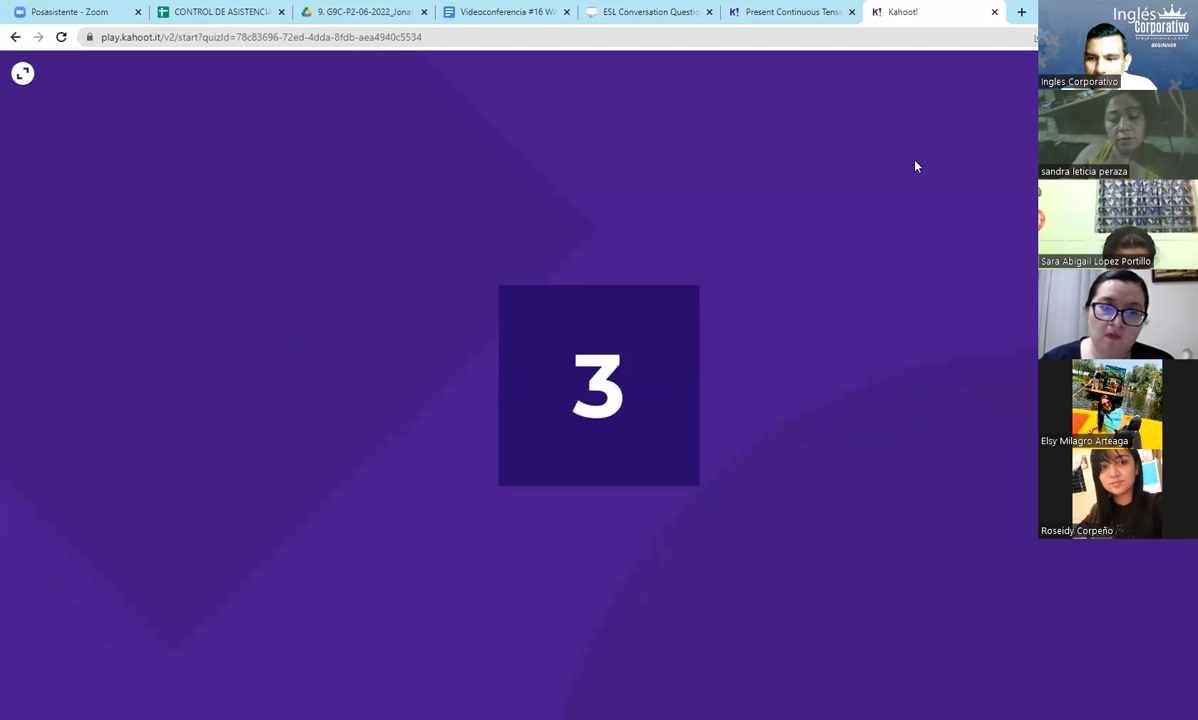 Posasistente - Zoom
CONTROL DE ASISTENCIA
9. G9C-P2-06-2022_Jona
Videoconferencia #16 W
ESL Conversation Questio
K! Present Continuous Tense
K! Kahoot!
play.kahoot.it/v2/start?quizId=78c83696-72ed-4dda-8fdb-aea4940c5534
3
Inglés
Corporativo
BEGINNER
Ingles Corporativo
sandra leticia peraza
Sara Abigail López Portillo
Elsy Milagro Arteaga
Roseidy Corpeño